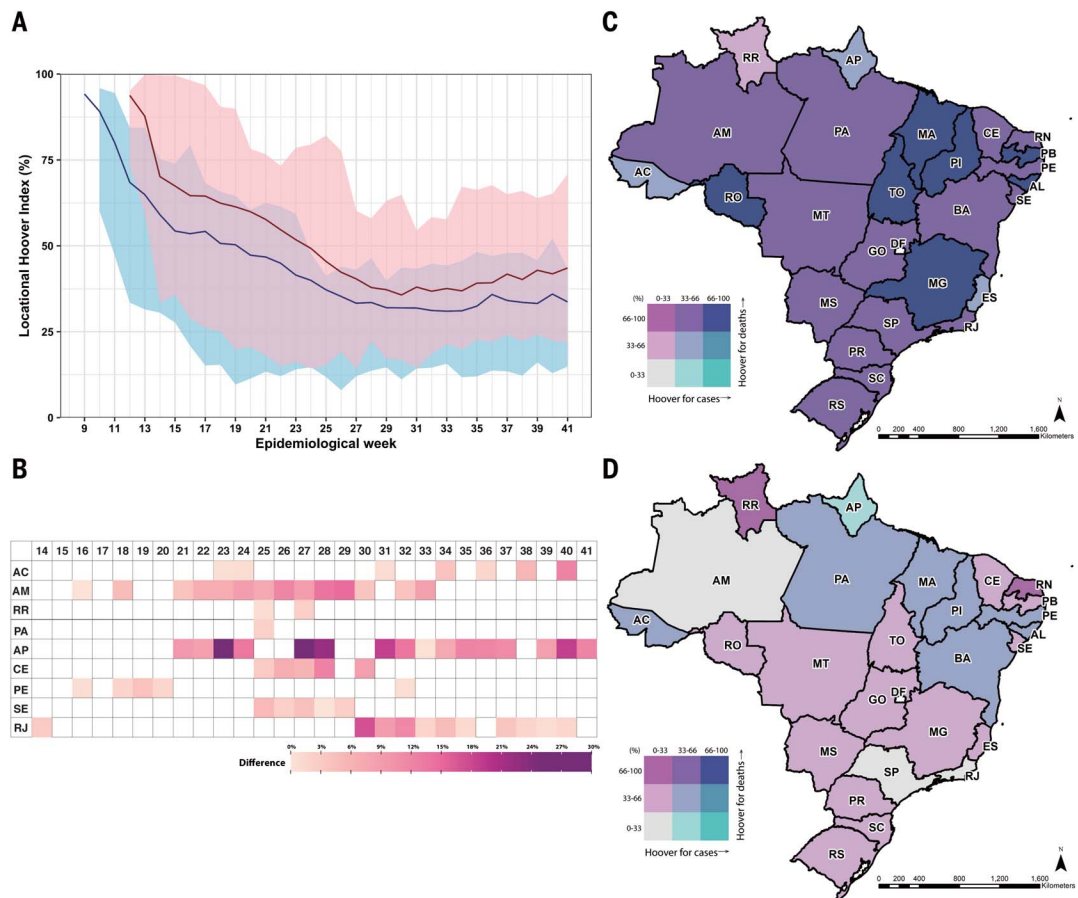 A
Locational Hoover Index (%)
100
75
50
25
0
9 11 13 15 17 19 21 23 25 27 29 31 33 35 37 39 41
Epidemiological week
B
14 15 16 17 18 19 20 21 22 23 24 25 26 27 28 29 30 31 32 33 34 35 36 37 38 39 40 41
AC
AM
RR
PA
AP
CE
PE
SE
RJ
Difference
0% 3% 6% 9% 12% 15% 18% 21% 24% 27% 30%
C
RR
AP
AM
PA
MA
CE
RN
PB
PE
PI
AC
AL
SE
RO
TO
BA
MT
DF
GO
MG
ES
MS
SP
RJ
PR
SC
RS
(%) 0-33 33-66 66-100
66-100
33-66
0-33
Hoover for deaths→
Hoover for cases→
N
0 200 400 800 1,200 1,600
Kilometers
D
RR
AP
AM
PA
MA
CE
RN
PB
PE
PI
AC
AL
SE
RO
TO
BA
MT
DF
GO
MG
ES
MS
SP
RJ
PR
SC
RS
(%) 0-33 33-66 66-100
66-100
33-66
0-33
Hoover for deaths→
Hoover for cases→
N
0 200 400 800 1,200 1,600
Kilometers